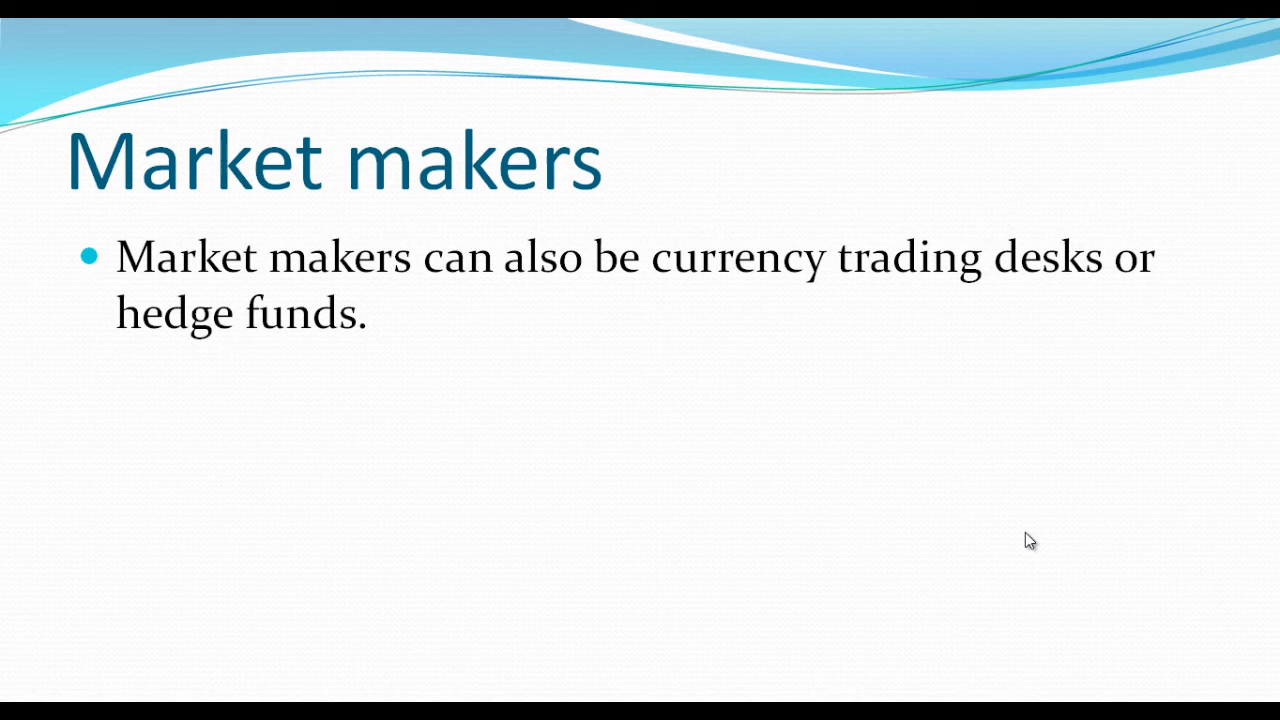 Market makers
Market makers can also be currency trading desks or
hedge funds.